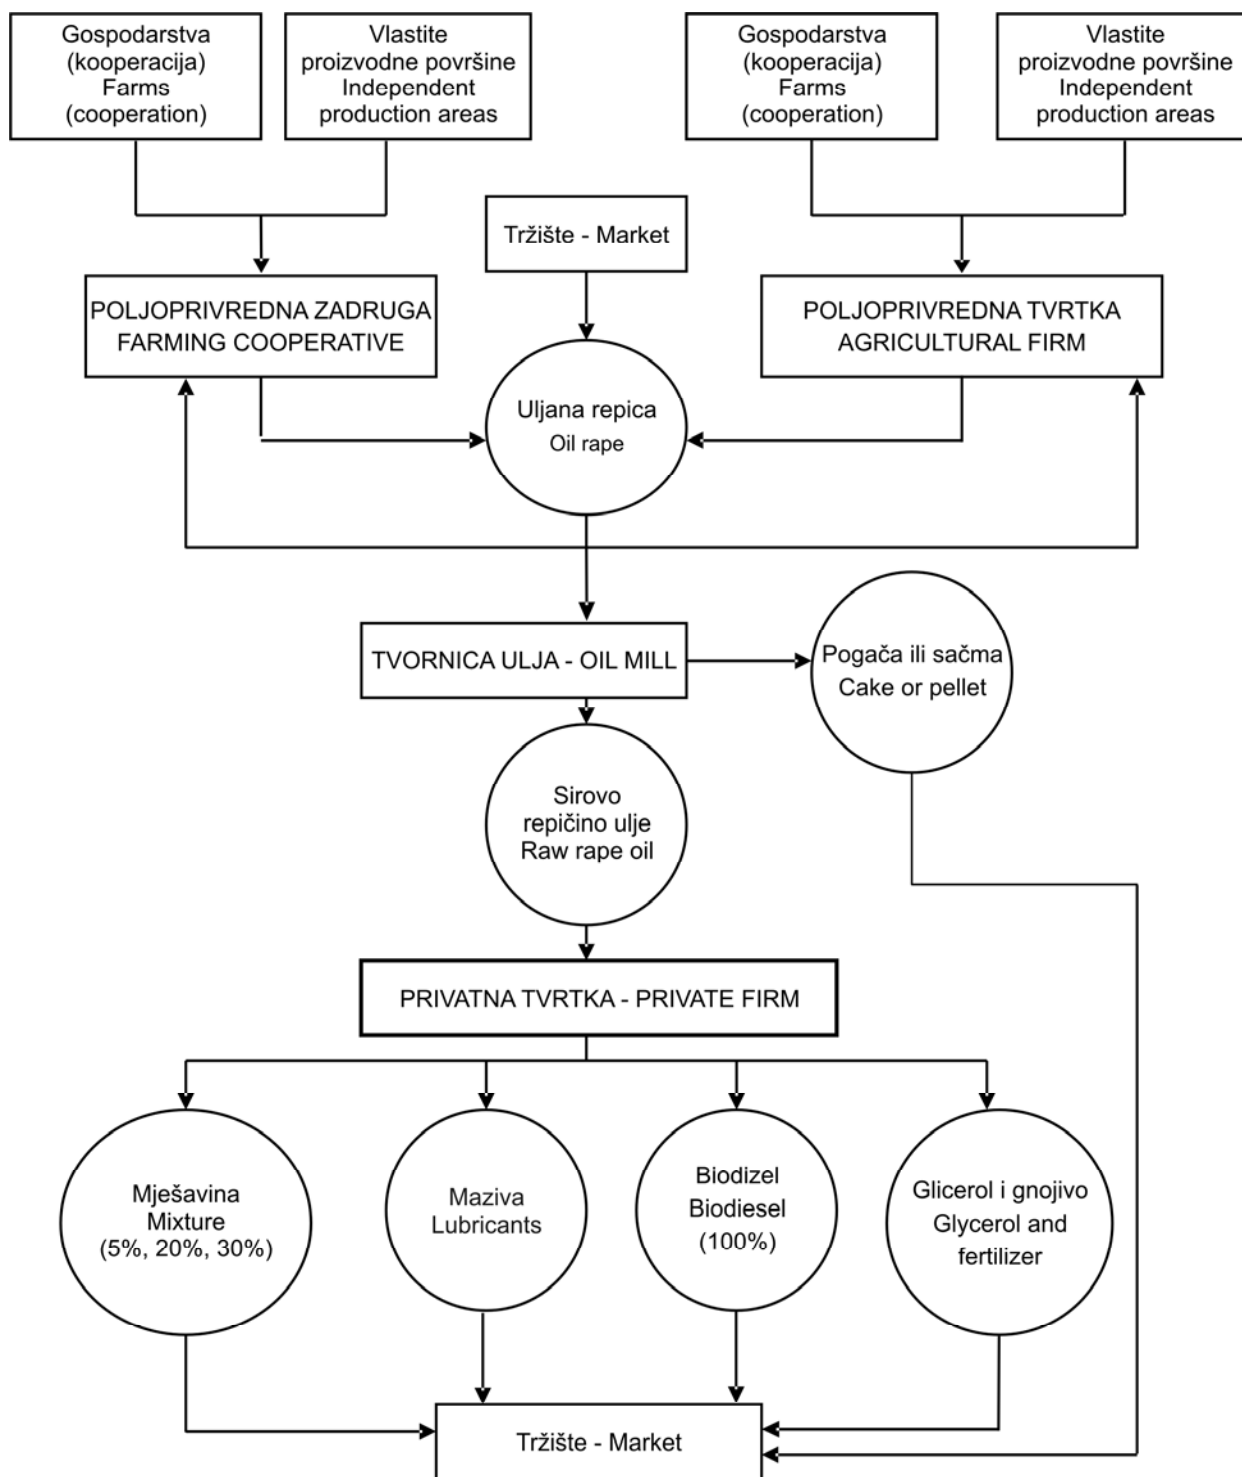 Gospodarstva
(kooperacija)
Farms
(cooperation)
Vlastite
proizvodne površine
Independent
production areas
Gospodarstva
(kooperacija)
Farms
(cooperation)
Vlastite
proizvodne površine
Independent
production areas
Tržište - Market
POLJOPRIVREDNA ZADRUGA
FARMING COOPERATIVE
POLJOPRIVREDNA TVRTKA
AGRICULTURAL FIRM
Uljana repica
Oil rape
TVORNICA ULJA - OIL MILL
Pogača ili sačma
Cake or pellet
Sirovo
repičino ulje
Raw rape oil
PRIVATNA TVRTKA - PRIVATE FIRM
Mješavina
Mixture
(5%, 20%, 30%)
Maziva
Lubricants
Biodizel
Biodiesel
(100%)
Glicerol i gnojivo
Glycerol and
fertilizer
Tržište - Market